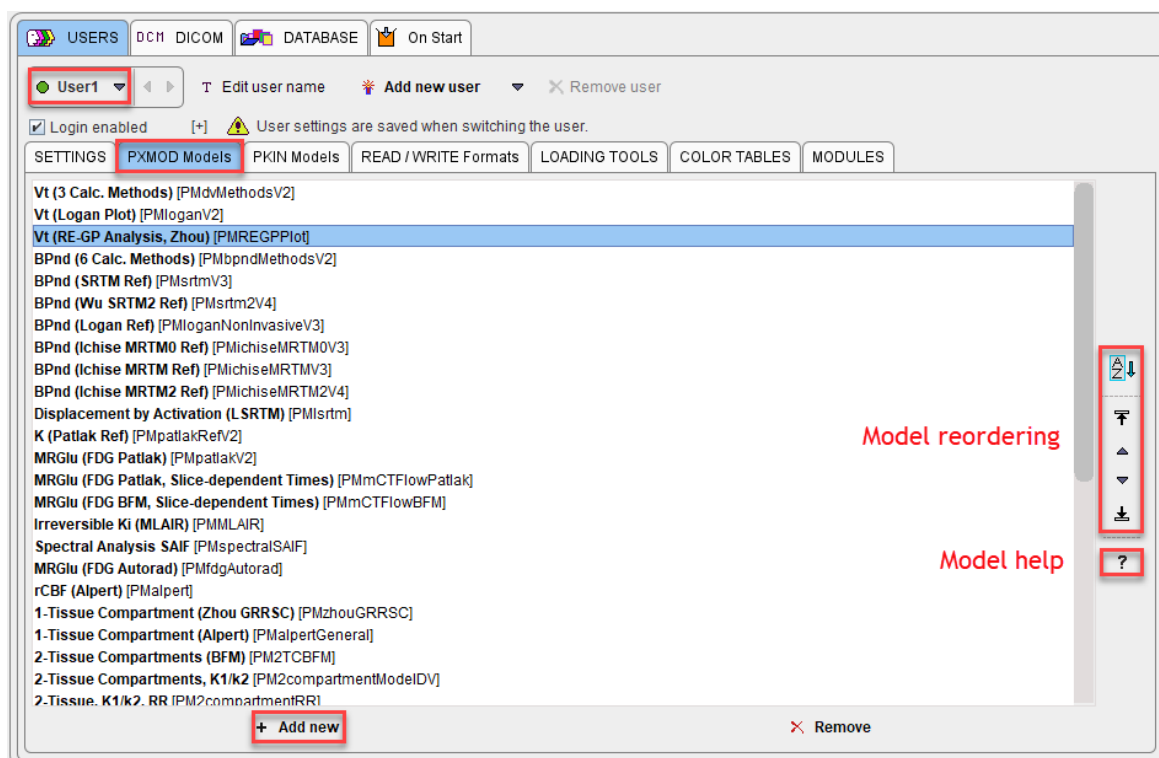 USERS DCM DICOM DATABASE On Start
User1 T Edit user name Add new user Remove user
Login enabled [+] User settings are saved when switching the user.
SETTINGS PXMOD Models PKIN Models READ / WRITE Formats LOADING TOOLS COLOR TABLES MODULES
Vt (3 Calc. Methods) [PMdvMethodsV2]
Vt (Logan Plot) [PMloganV2]
Vt (RE-GP Analysis, Zhou) [PMREGPPlot]
BPnd (6 Calc. Methods) [PMbpndMethodsV2]
BPnd (SRTM Ref) [PMsrtmV3]
BPnd (Wu SRTM2 Ref) [PMsrtm2V4]
BPnd (Logan Ref) [PMloganNonInvasiveV3]
BPnd (Ichise MRTM0 Ref) [PMichiseMRTM0V3]
BPnd (Ichise MRTM Ref) [PMichiseMRTMV3]
BPnd (Ichise MRTM2 Ref) [PMichiseMRTM2V4]
Displacement by Activation (LSRTM) [PMlsrtm]
K (Patlak Ref) [PMpatlakRefV2]
MRGlu (FDG Patlak) [PMpatlakV2]
MRGlu (FDG Patlak, Slice-dependent Times) [PMmCTFlowPatlak]
MRGlu (FDG BFM, Slice-dependent Times) [PMmCTFlowBFM]
Irreversible Ki (MLAIR) [PMMLAIR]
Spectral Analysis SAIF [PMspectralSAIF]
MRGlu (FDG Autorad) [PMfdgAutorad]
rCBF (Alpert) [PMalpert]
1-Tissue Compartment (Zhou GRRSC) [PMzhouGRRSC]
1-Tissue Compartment (Alpert) [PMalpertGeneral]
2-Tissue Compartments (BFM) [PM2TCBFM]
2-Tissue Compartments, K1/k2 [PM2compartmentModelDV]
2-Tissue, K1/k2, RR [PM2compartmentRR]
A
Z
Model reordering
Model help ?
+ Add new Remove